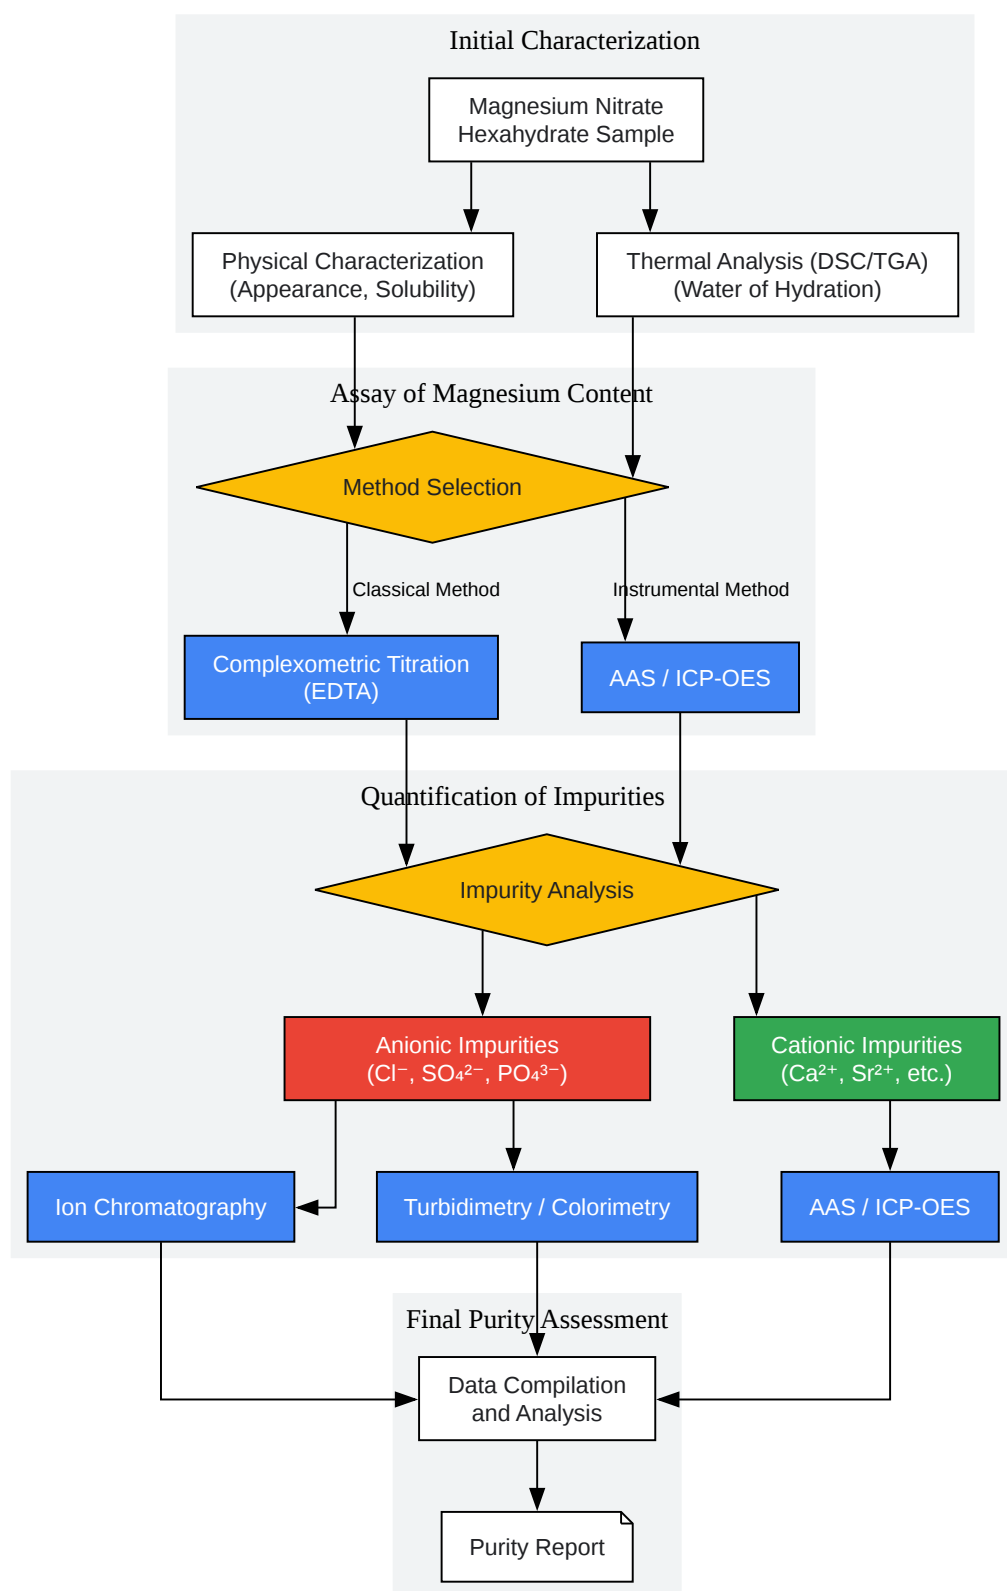 Initial Characterization
Magnesium Nitrate
Hexahydrate Sample
Physical Characterization
(Appearance, Solubility)
Thermal Analysis (DSC/TGA)
(Water of Hydration)
Assay of Magnesium Content
Method Selection
Classical Method
Instrumental Method
Complexometric Titration
(EDTA)
AAS / ICP-OES
Quantification of Impurities
Impurity Analysis
Anionic Impurities
(Cl⁻, SO₄²⁻, PO₄³⁻)
Cationic Impurities
(Ca²⁺, Sr²⁺, etc.)
Ion Chromatography
Turbidimetry / Colorimetry
AAS / ICP-OES
Final Purity Assessment
Data Compilation
and Analysis
Purity Report